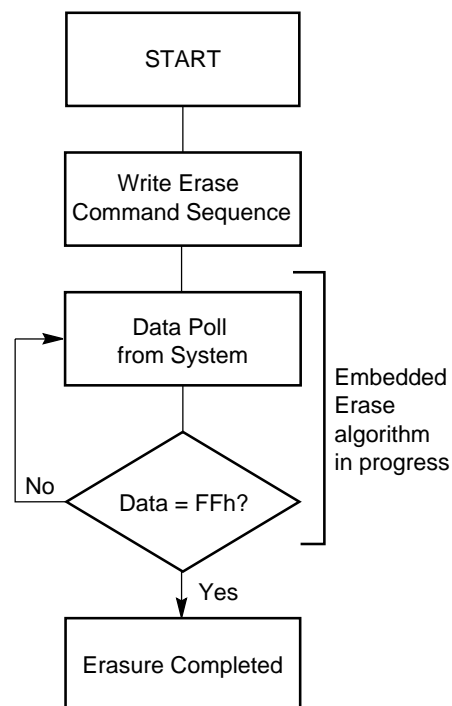 START
Write Erase
Command Sequence
Data Poll
from System
Embedded
Erase
algorithm
in progress
No
Data = FFh?
Yes
Erasure Completed